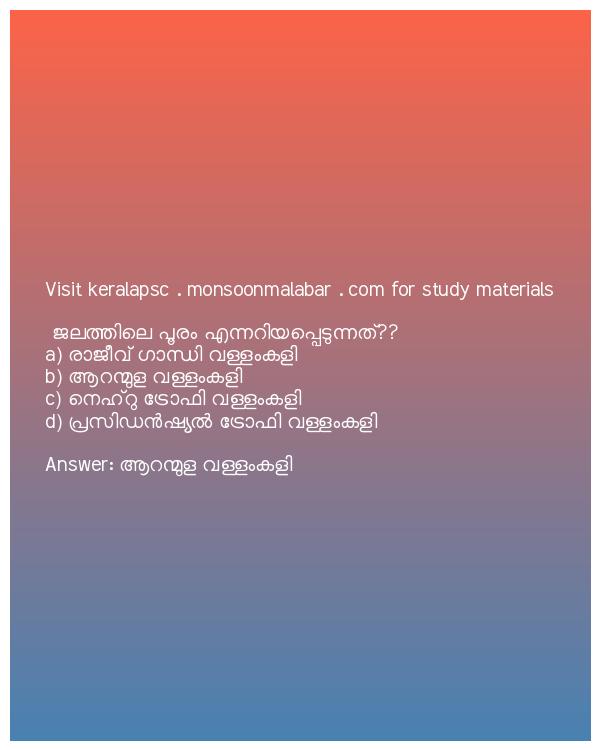 Visit keralapsc . monsoonmalabar . com for study materials
ജലത്തിലെ പൂരം എന്നറിയപ്പെടുന്നത്??
a) രാജീവ് ഗാന്ധി വള്ളംകളി
b) ആറന്മുള വള്ളംകളി
c) നെഹ്റു ട്രോഫി വള്ളംകളി
d) പ്രസിഡൻഷ്യൽ ട്രോഫി വള്ളംകളി
Answer: ആറന്മുള വള്ളംകളി